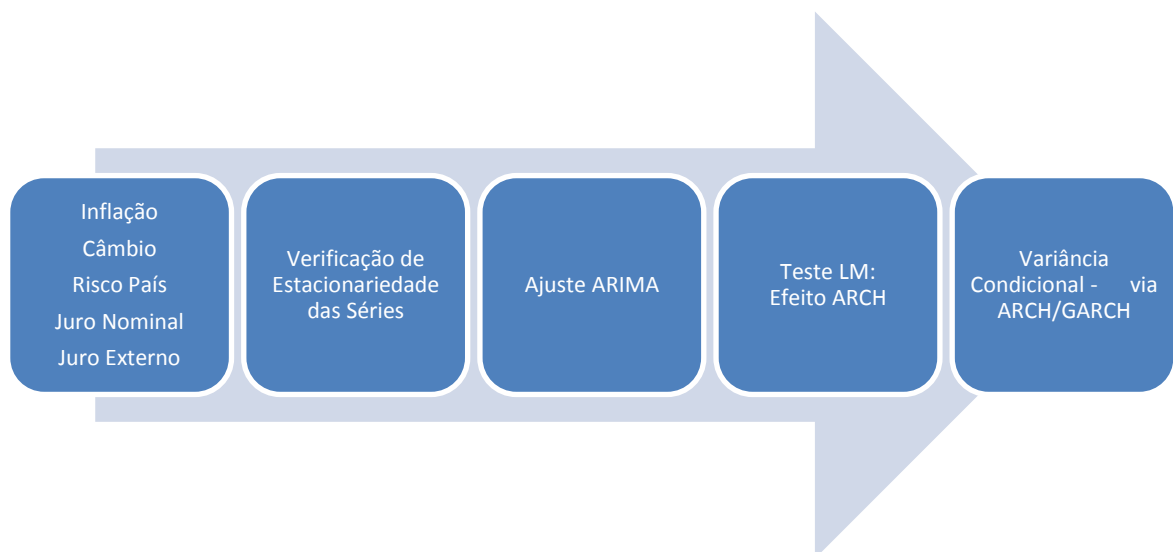 Inflação
Câmbio
Risco País
Juro Nominal
Juro Externo
Verificação de
Estacionariedade
das Séries
Ajuste ARIMA
Teste LM:
Efeito ARCH
Variância
Condicional - via
ARCH/GARCH